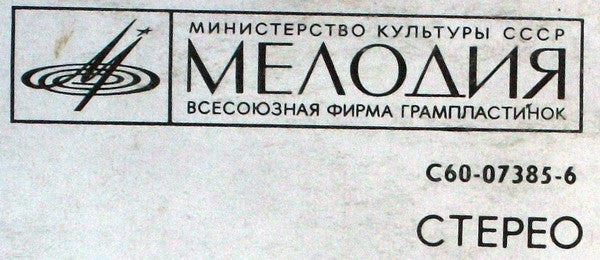 МИНИСТЕРСТВО КУЛЬТУРЫ СССР
МЕЛОДИЯ
ВСЕСОЮЗНАЯ ФИРМА ГРАМПЛАСТИНОК
С60-07385-6
СТЕРЕО